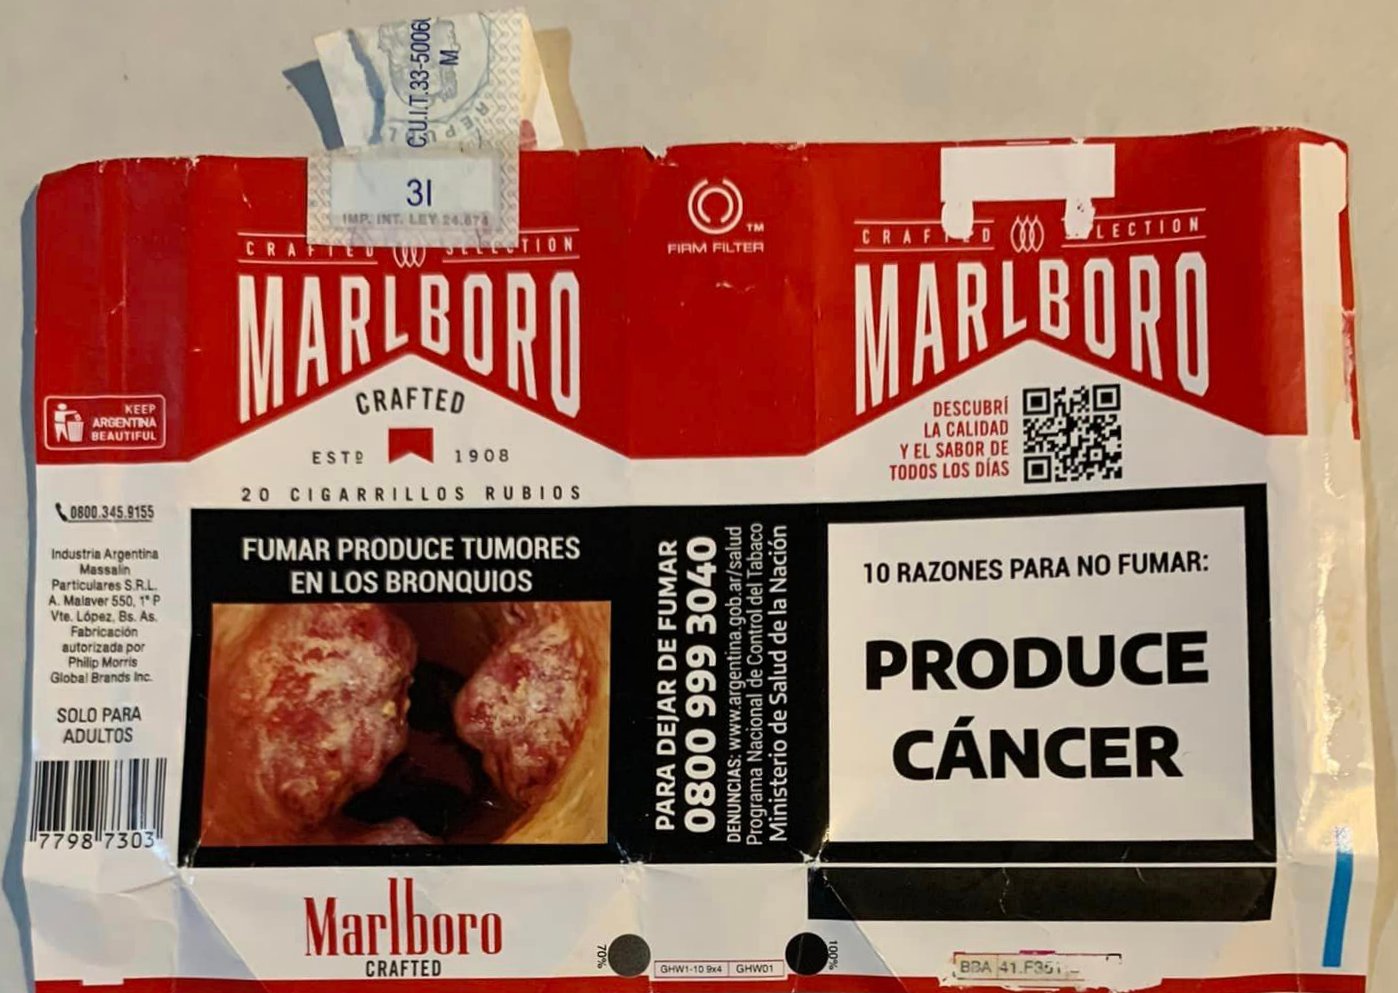 C.U.I.T.33-5006
M
REPU
31
IMP. INT. LEY 24.674
CRAFTED SELECTION
MARLBORO
CRAFTED
ESTD 1908
20 CIGARRILLOS RUBIOS
FUMAR PRODUCE TUMORES
EN LOS BRONQUIOS
Marlboro
CRAFTED
KEEP
ARGENTINA
BEAUTIFUL
0800.345.9155
Industria Argentina
Massalin
Particulares S.R.L.
A. Malaver 550, 1° P
Vte. López, Bs. As.
Fabricación
autorizada por
Philip Morris
Global Brands Inc.
SOLO PARA
ADULTOS
7798 7303
TM
FIRM FILTER
PARA DEJAR DE FUMAR
0800 999 3040
DENUNCIAS: www.argentina.gob.ar/salud
Programa Nacional de Control del Tabaco
Ministerio de Salud de la Nación
70%
GHW1-10 9x4 GHW01
100%
CRAFTED LECTION
MARLBORO
DESCUBRÍ
LA CALIDAD
Y EL SABOR DE
TODOS LOS DÍAS
10 RAZONES PARA NO FUMAR:
PRODUCE
CÁNCER
BBA 41.F361